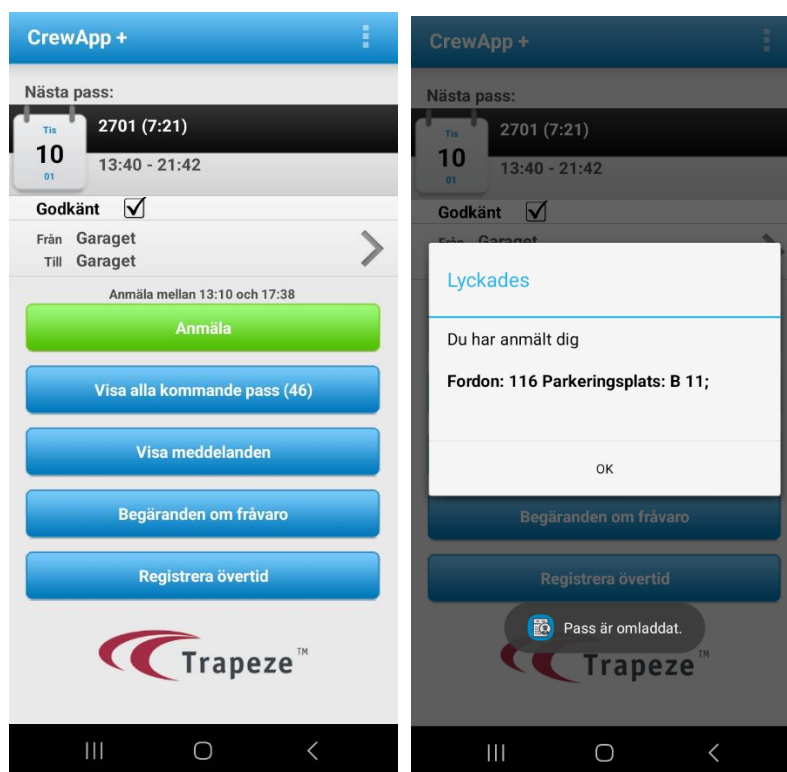 CrewApp +
Nästa pass:
Tis
10
01
2701 (7:21)
13:40 - 21:42
Godkänt
Från Garaget
Till Garaget
Anmäla mellan 13:10 och 17:38
Anmäla
Visa alla kommande pass (46)
Visa meddelanden
Begäranden om fråvaro
Registrera övertid
Trapeze™
CrewApp +
Nästa pass:
Tis
10
01
2701 (7:21)
13:40 - 21:42
Godkänt
Från Garaget
Lyckades
Du har anmält dig
Fordon: 116 Parkeringsplats: B 11;
OK
Begäranden om fråvaro
Registrera övertid
Pass är omladdat.
Trapeze™